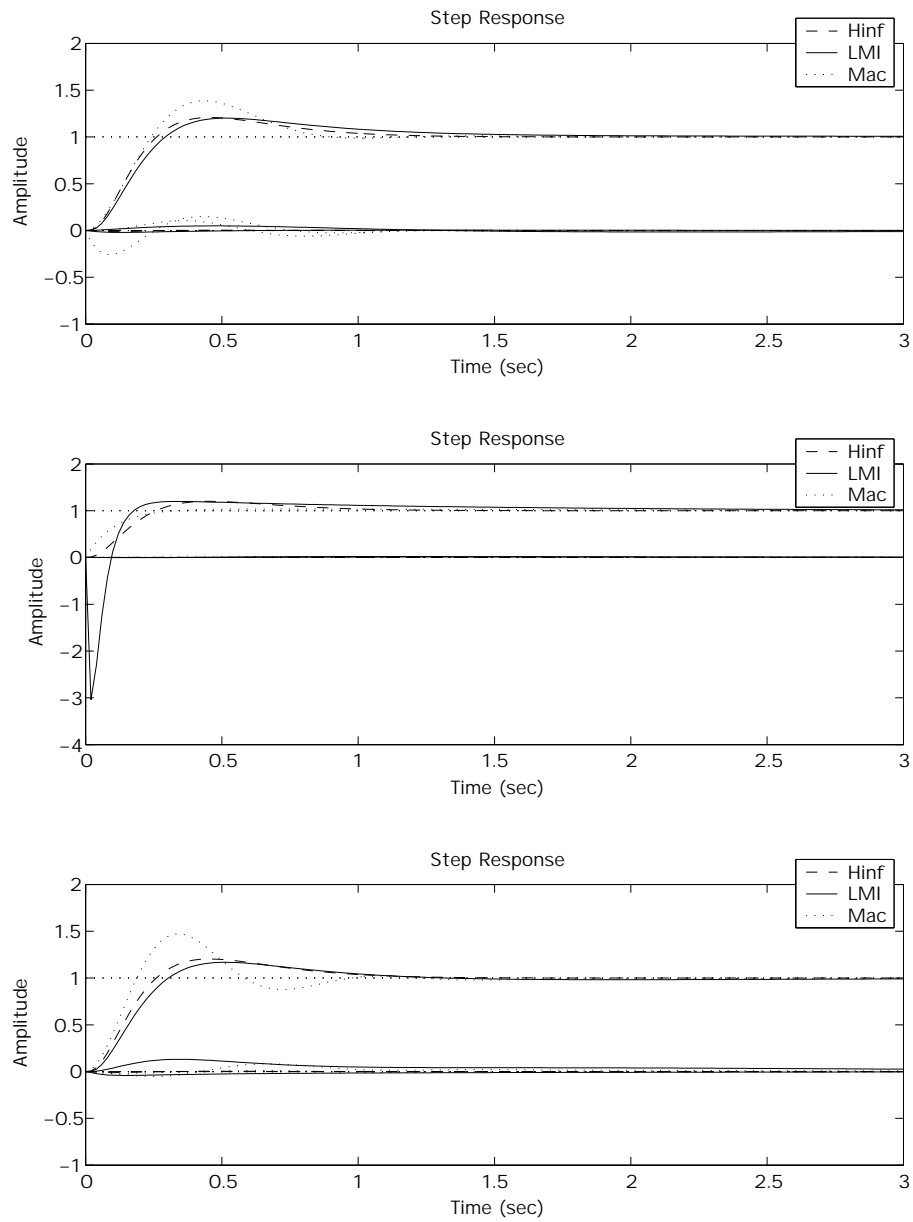 Step Response
Hinf
LMI
Mac
2
1.5
1
0.5
0
−0.5
−1
Amplitude
0 0.5 1 1.5 2 2.5 3
Time (sec)
Step Response
Hinf
LMI
Mac
2
1
0
−1
−2
−3
−4
Amplitude
0 0.5 1 1.5 2 2.5 3
Time (sec)
Step Response
Hinf
LMI
Mac
2
1.5
1
0.5
0
−0.5
−1
Amplitude
0 0.5 1 1.5 2 2.5 3
Time (sec)